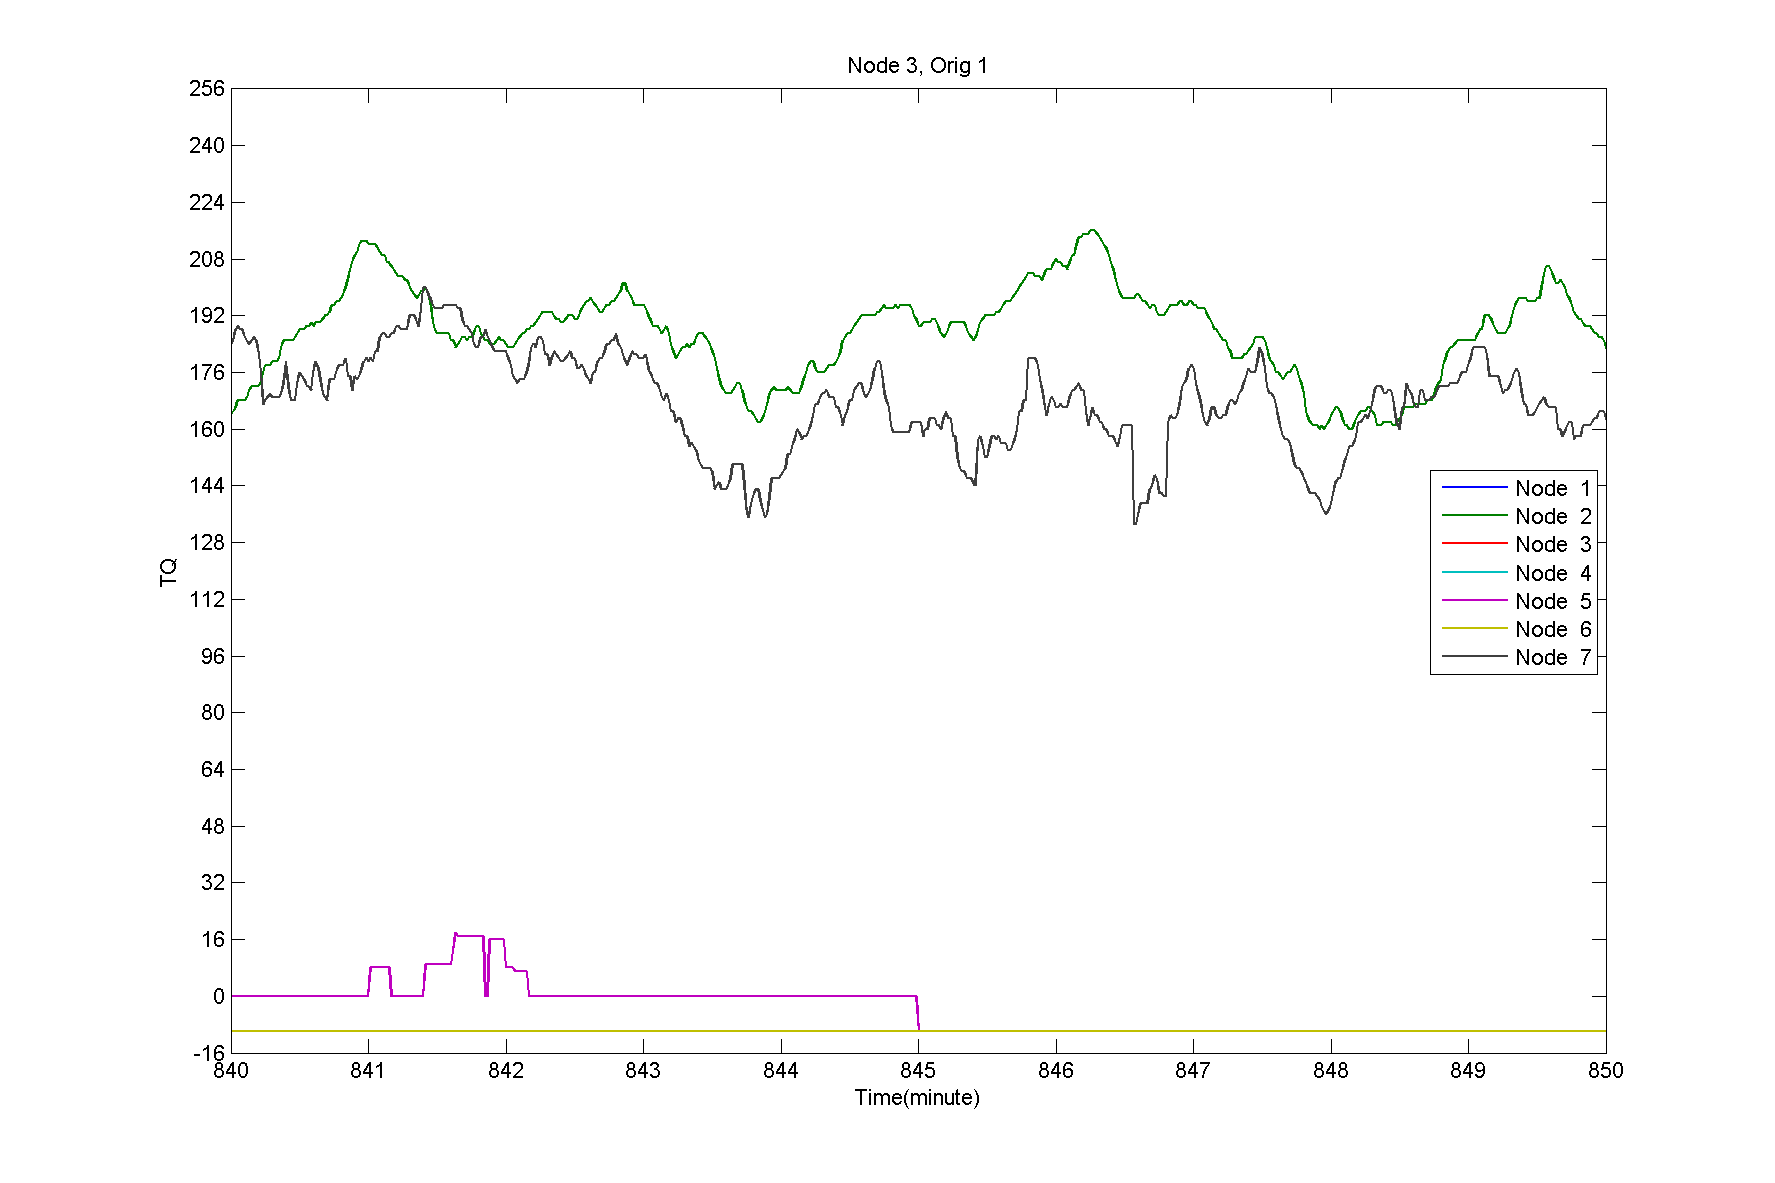 Node 3, Orig 1
256
240
224
208
192
176
160
144
128
112
96
80
64
48
32
16
0
-16
TQ
Node 1
Node 2
Node 3
Node 4
Node 5
Node 6
Node 7
840 841 842 843 844 845 846 847 848 849 850
Time(minute)